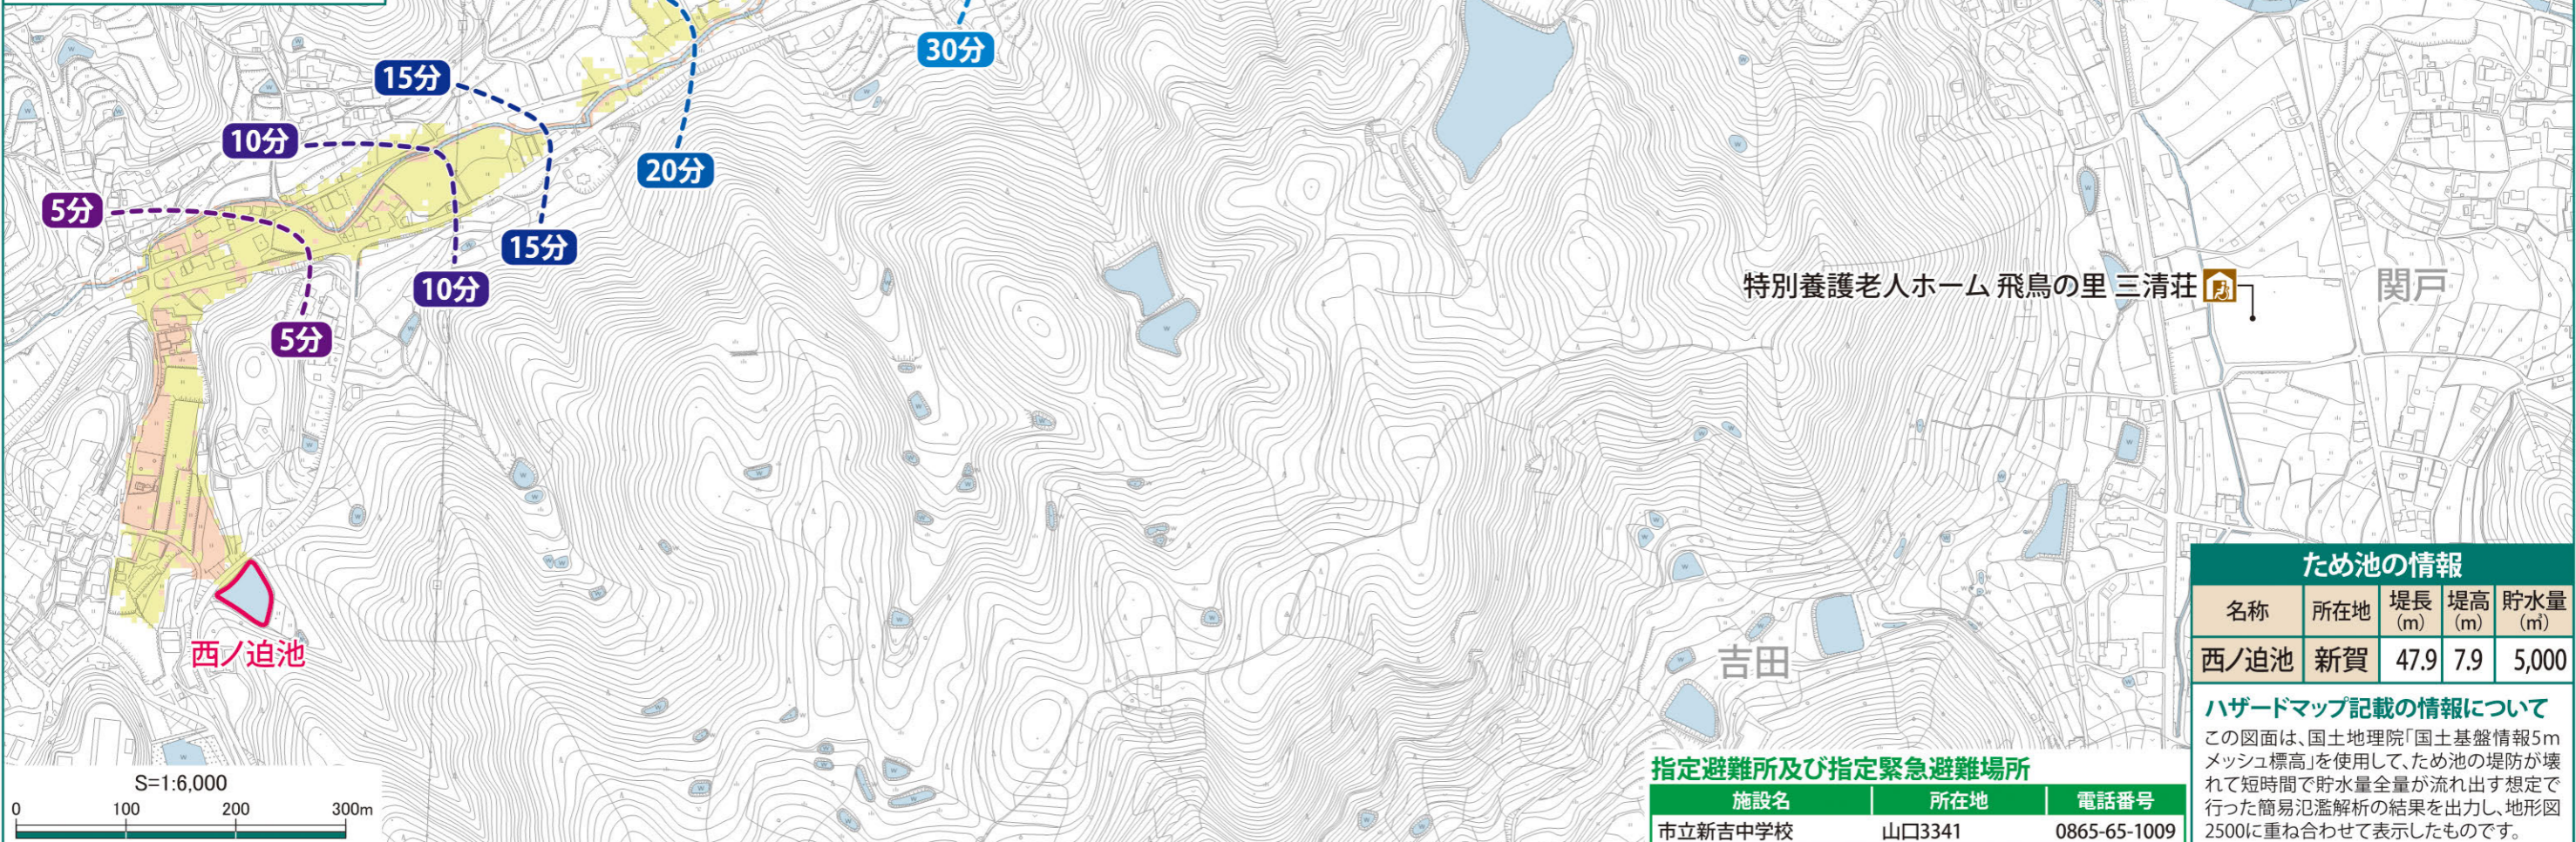 30分
15分
10分
20分
5分
15分
10分
5分
特別養護老人ホーム 飛鳥の里 三清荘
関戸
西ノ迫池
吉田
S=1:6,000
0 100 200 300m
ため池の情報
名称 所在地 堤長(m) 堤高(m) 貯水量(㎥)
西ノ迫池 新賀 47.9 7.9 5,000
ハザードマップ記載の情報について
この図面は、国土地理院「国土基盤情報5m
メッシュ標高」を使用して、ため池の堤防が壊
れて短時間で貯水量全量が流れ出す想定で
行った簡易氾濫解析の結果を出力し、地形図
2500に重ね合わせて表示したものです。
指定避難所及び指定緊急避難場所
施設名 所在地 電話番号
市立新吉中学校 山口3341 0865-65-1009